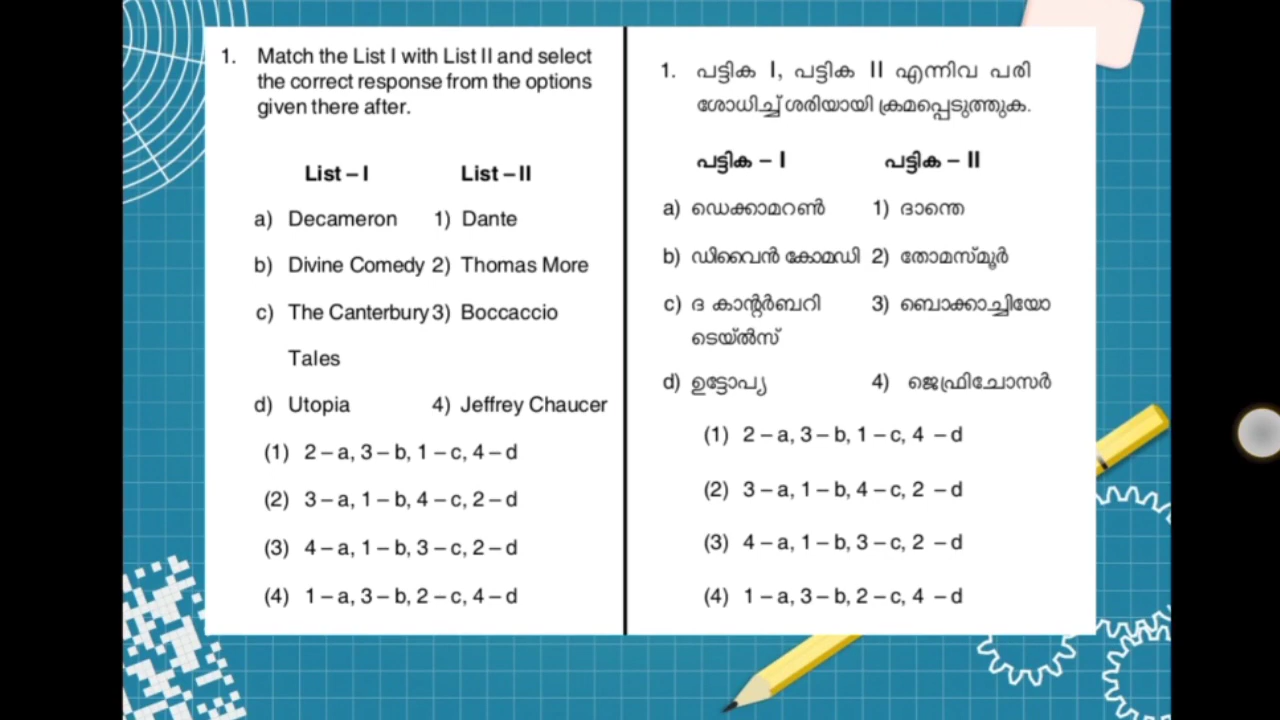 1. Match the List I with List II and select
the correct response from the options
given there after.
List – I List – II
a) Decameron 1) Dante
b) Divine Comedy 2) Thomas More
c) The Canterbury 3) Boccaccio
Tales
d) Utopia 4) Jeffrey Chaucer
(1) 2 – a, 3 – b, 1 – c, 4 – d
(2) 3 – a, 1 – b, 4 – c, 2 – d
(3) 4 – a, 1 – b, 3 – c, 2 – d
(4) 1 – a, 3 – b, 2 – c, 4 – d
1. പട്ടിക I, പട്ടിക II എന്നിവ പരി
ശോധിച്ച് ശരിയായി ക്രമപ്പെടുത്തുക.
പട്ടിക – I പട്ടിക – II
a) ഡെക്കാമറൺ 1) ദാന്തെ
b) ഡിവൈൻ കോമഡി 2) തോമസ്മൂർ
c) ദ കാന്റർബറി 3) ബൊക്കാച്ചിയോ
ടെയ്ൽസ്
d) ഉട്ടോപ്യ 4) ജെഫ്രിചോസർ
(1) 2 – a, 3 – b, 1 – c, 4 – d
(2) 3 – a, 1 – b, 4 – c, 2 – d
(3) 4 – a, 1 – b, 3 – c, 2 – d
(4) 1 – a, 3 – b, 2 – c, 4 – d